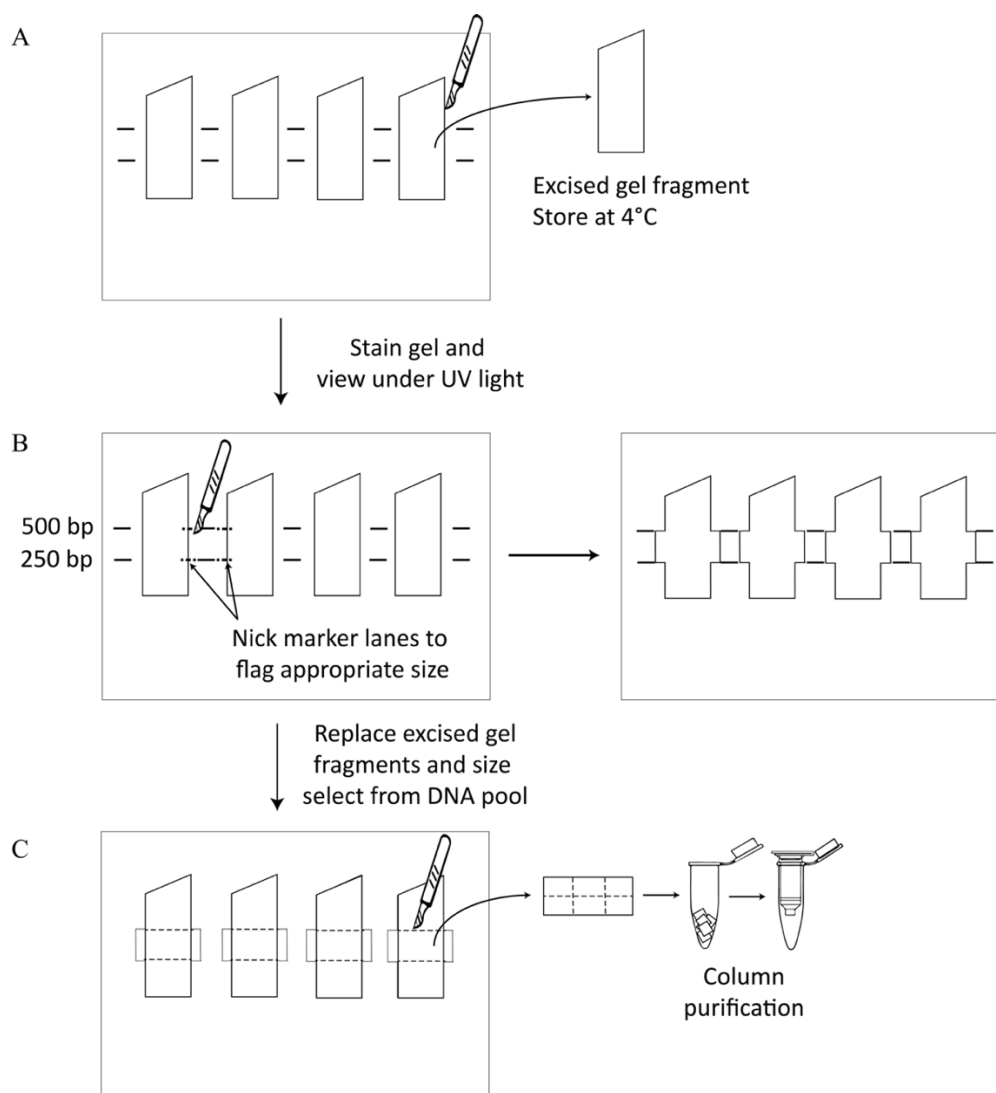 A
Excised gel fragment
Store at 4°C
Stain gel and
view under UV light
B
500 bp
250 bp
Nick marker lanes to
flag appropriate size
Replace excised gel
fragments and size
select from DNA pool
C
Column
purification